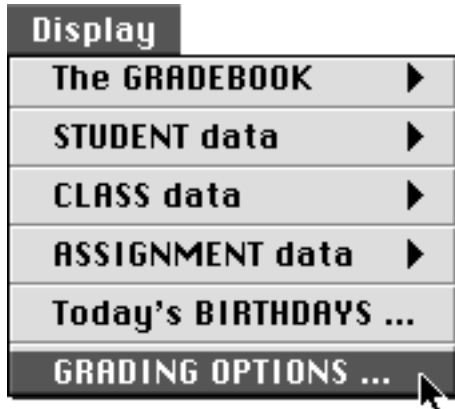 Display
The GRADEBOOK
STUDENT data
CLASS data
ASSIGNMENT data
Today's BIRTHDAYS ...
GRADING OPTIONS ...